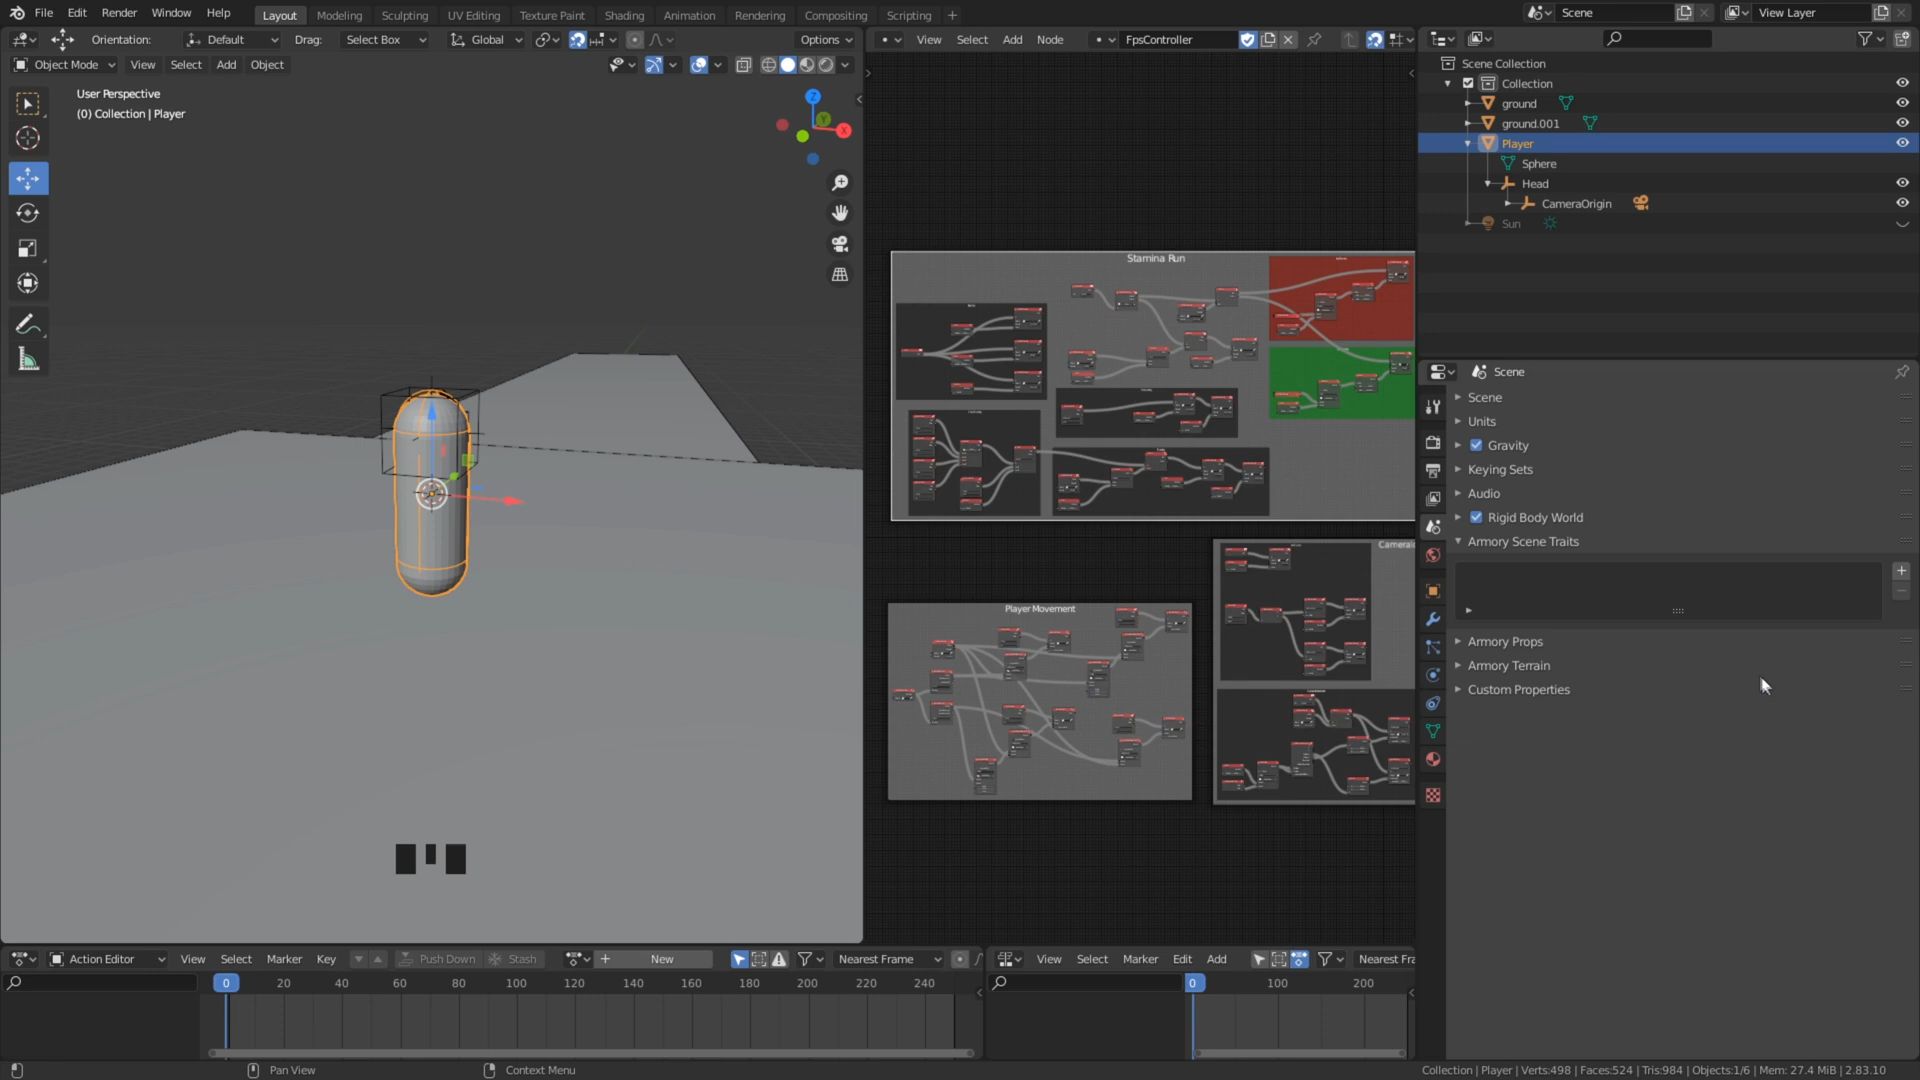 File Edit Render Window Help Layout Modeling Sculpting UV Editing Texture Paint Shading Animation Rendering Compositing Scripting + Scene View Layer
Orientation: Default Drag: Select Box Global Options
View Select Add Node FpsController
Object Mode View Select Add Object
User Perspective
(0) Collection | Player
Z
Y
X
Scene Collection
Collection
ground
ground.001
Player
Sphere
Head
CameraOrigin
Sun
Stamina Run
Player Movement
Scene
Scene
Units
Gravity
Keying Sets
Audio
Rigid Body World
Armory Scene Traits
Armory Props
Armory Terrain
Custom Properties
Action Editor View Select Marker Key Push Down Stash New Nearest Frame
View Select Marker Edit Add Nearest Fra
0 20 40 60 80 100 120 140 160 180 200 220 240
0 100 200
Pan View Context Menu Collection | Player | Verts:498 | Faces:524 | Tris:984 | Objects:1/6 | Mem: 27.4 MiB | 2.83.10